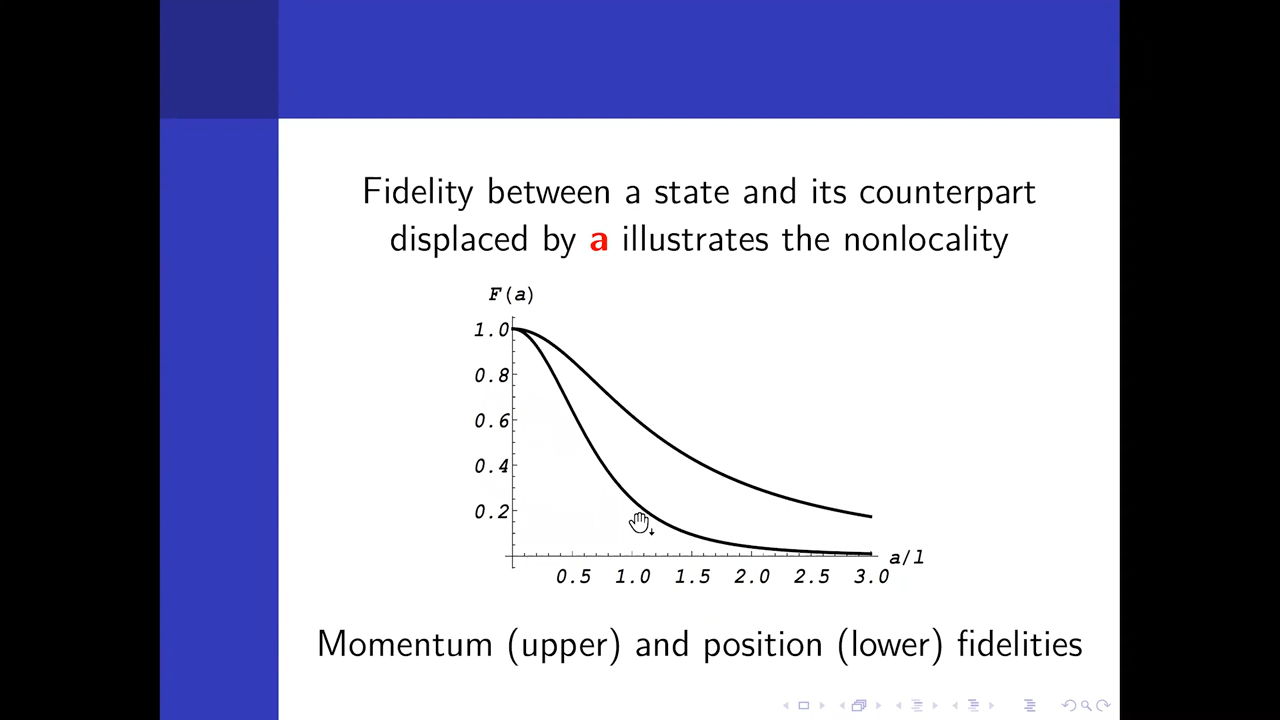 Fidelity between a state and its counterpart
displaced by a illustrates the nonlocality
F(a)
1.0
0.8
0.6
0.4
0.2
a/l
0.5 1.0 1.5 2.0 2.5 3.0
Momentum (upper) and position (lower) fidelities